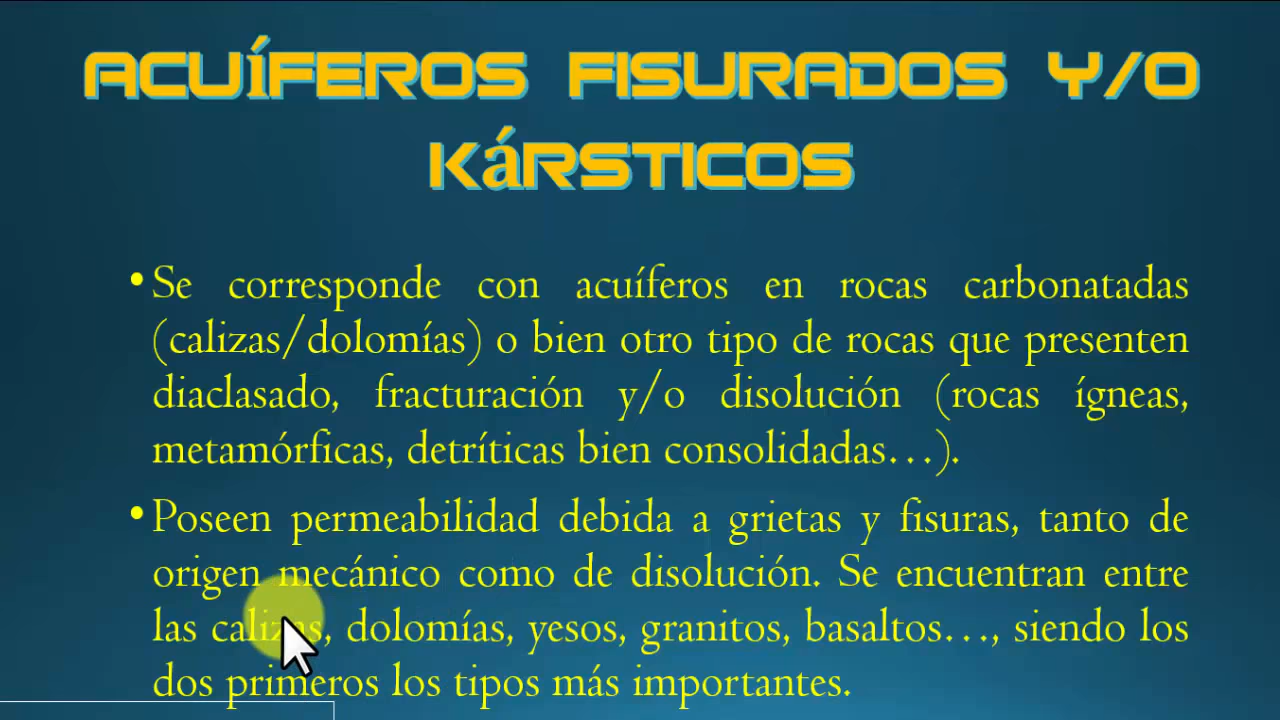 ACUÍFEROS FISURADOS Y/O
KáRSTICOS
•Se corresponde con acuíferos en rocas carbonatadas
(calizas/dolomías) o bien otro tipo de rocas que presenten
diaclasado, fracturación y/o disolución (rocas ígneas,
metamórficas, detríticas bien consolidadas…).
•Poseen permeabilidad debida a grietas y fisuras, tanto de
origen mecánico como de disolución. Se encuentran entre
las calizas, dolomías, yesos, granitos, basaltos…, siendo los
dos primeros los tipos más importantes.